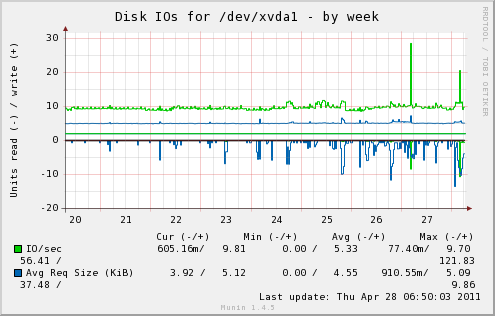 Disk IOs for /dev/xvda1 - by week
RRDTOOL / TOBI OETIKER
Units read (-) / write (+)
30
20
10
0
-10
-20
20 21 22 23 24 25 26 27
Cur (-/+) Min (-/+) Avg (-/+) Max (-/+)
IO/sec 605.16m/ 9.81 0.00 / 5.33 77.40m/ 9.70
56.41 / 121.83
Avg Req Size (KiB) 3.92 / 5.12 0.00 / 4.55 910.55m/ 5.09
37.48 / 9.86
Last update: Thu Apr 28 06:50:03 2011
Munin 1.4.5